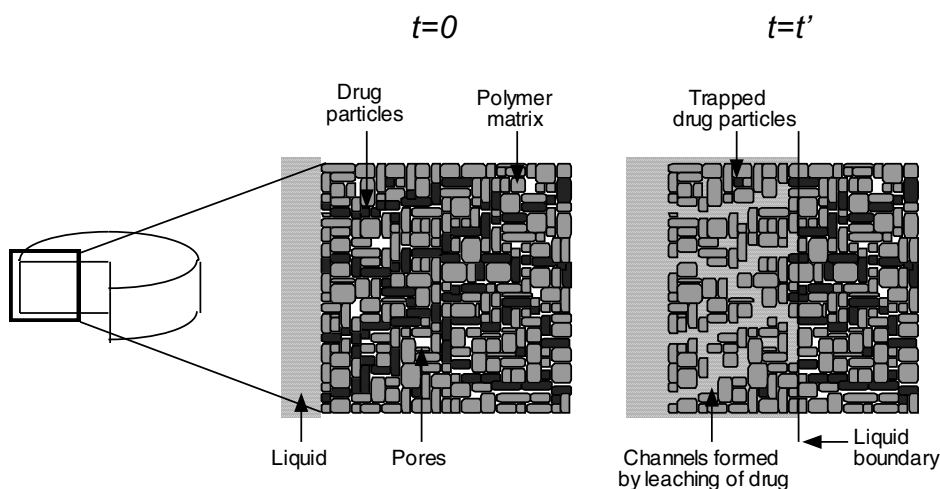 t=0
t=t’
Drug
particles
Polymer
matrix
Trapped
drug particles
Liquid
Pores
Channels formed
by leaching of drug
Liquid
boundary